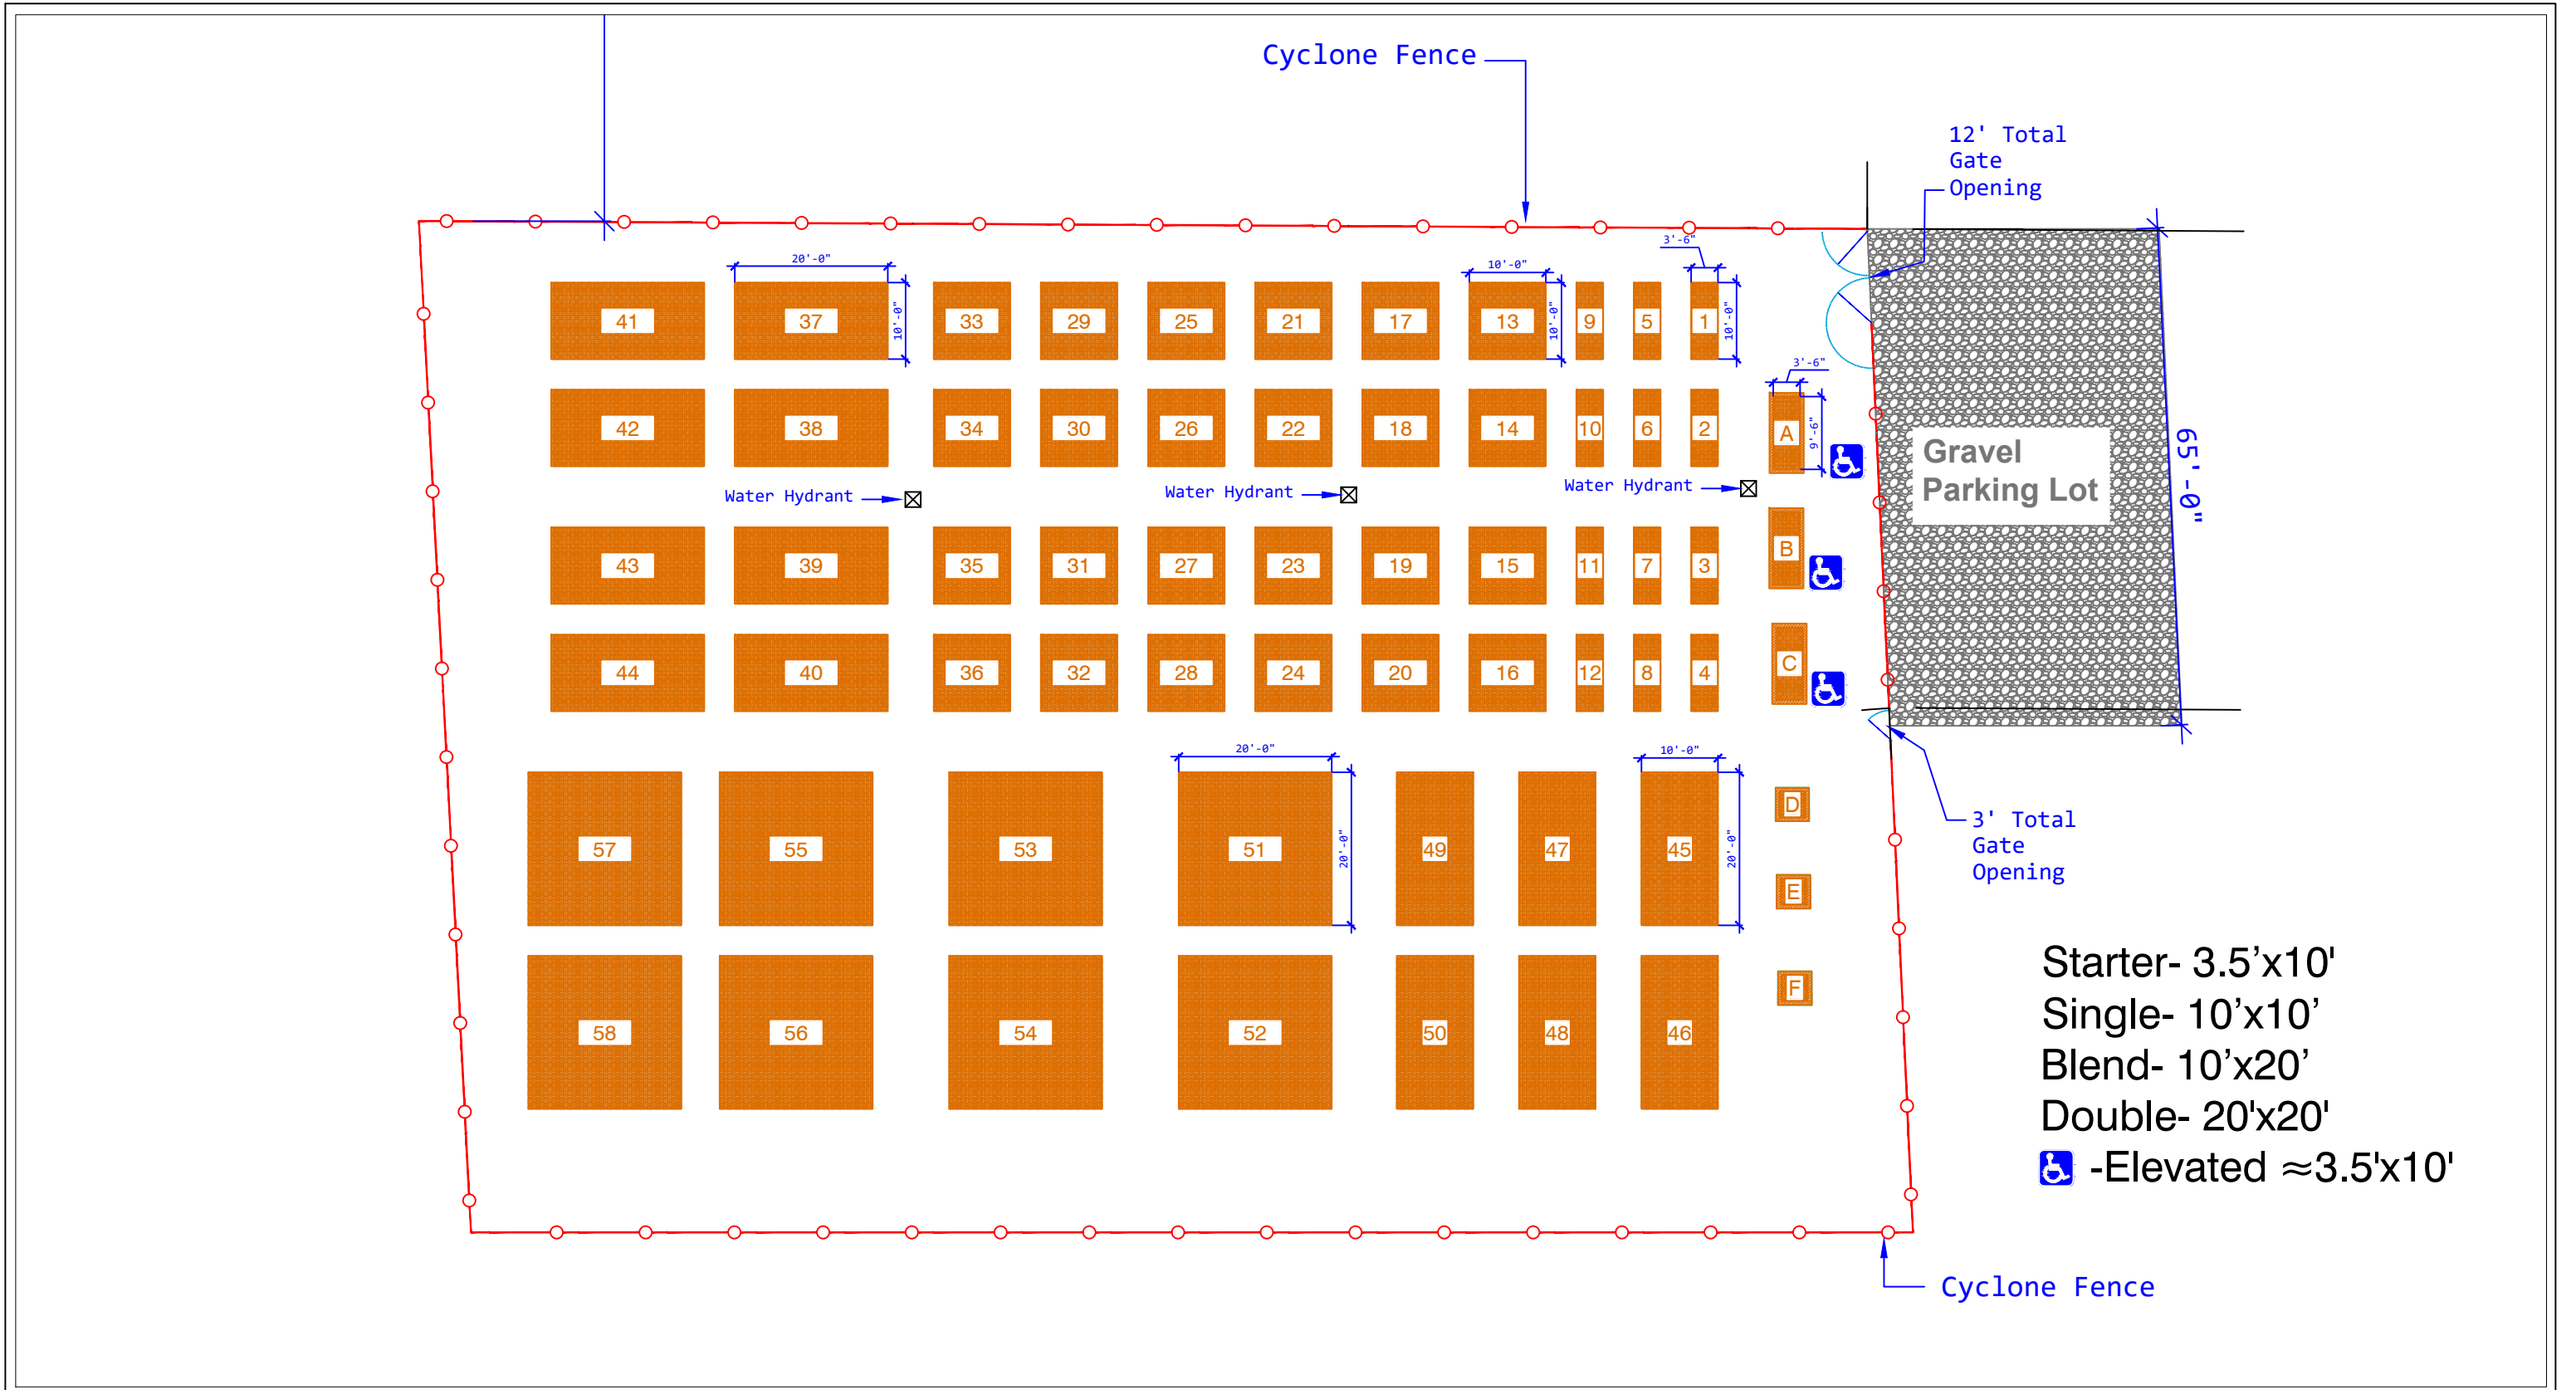 Cyclone Fence
12' Total
Gate
Opening
3'-6"
20'-0"
10'-0"
41
37
10'-0"
33
29
25
21
17
13
10'-0"
9
5
1
10'-0"
3'-6"
42
38
34
30
26
22
18
14
10
6
2
A
9'-6"
Gravel
Parking Lot
65'-0"
Water Hydrant
Water Hydrant
Water Hydrant
43
39
35
31
27
23
19
15
11
7
3
B
44
40
36
32
28
24
20
16
12
8
4
C
20'-0"
10'-0"
57
55
53
51
20'-0"
49
47
45
20'-0"
D
E
3' Total
Gate
Opening
58
56
54
52
50
48
46
F
Starter- 3.5’x10'
Single- 10’x10’
Blend- 10’x20’
Double- 20'x20'
-Elevated ≈3.5'x10'
Cyclone Fence